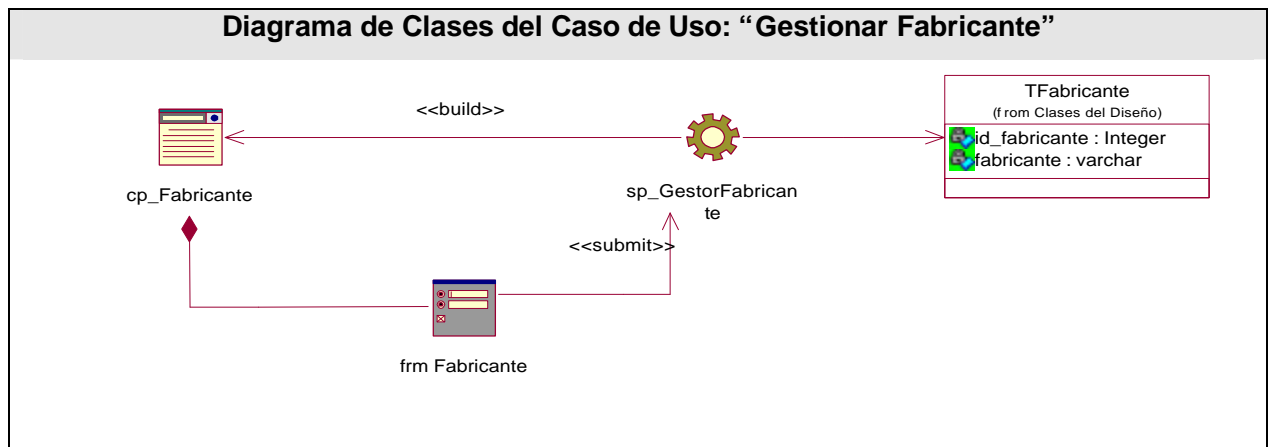 Diagrama de Clases del Caso de Uso: “Gestionar Fabricante”
<<build>>
TFabricante
(f rom Clases del Diseño)
id_fabricante : Integer
fabricante : varchar
cp_Fabricante
sp_GestorFabrican
te
<<submit>>
frm Fabricante